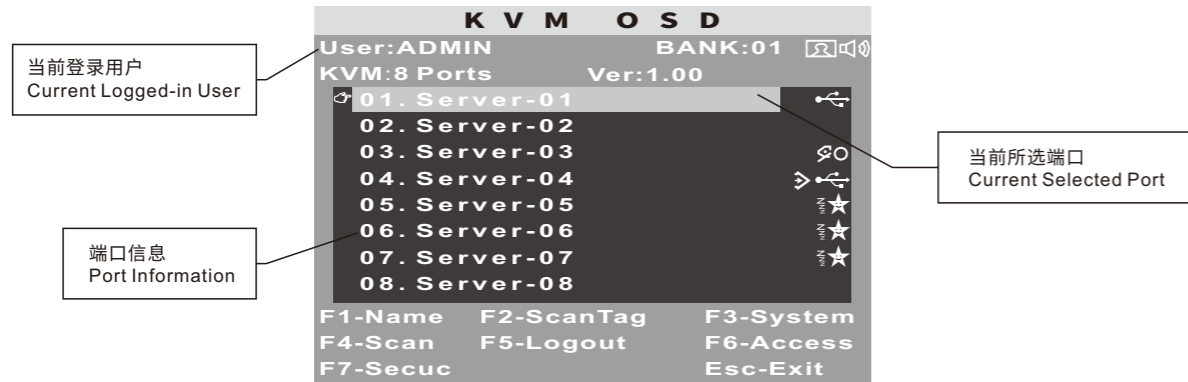 KVM OSD
当前登录用户
Current Logged-in User
User:ADMIN BANK:01
KVM:8 Ports Ver:1.00
01. Server-01
02. Server-02
03. Server-03
04. Server-04
05. Server-05
06. Server-06
07. Server-07
08. Server-08
当前所选端口
Current Selected Port
端口信息
Port Information
F1-Name F2-ScanTag F3-System
F4-Scan F5-Logout F6-Access
F7-Secuc Esc-Exit